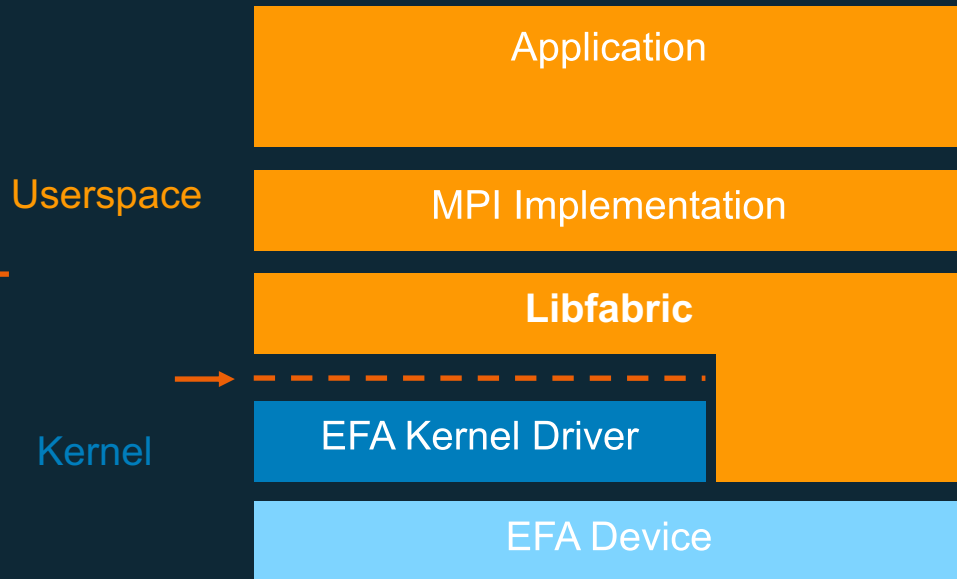 Application
Userspace
MPI Implementation
Libfabric
EFA Kernel Driver
Kernel
EFA Device